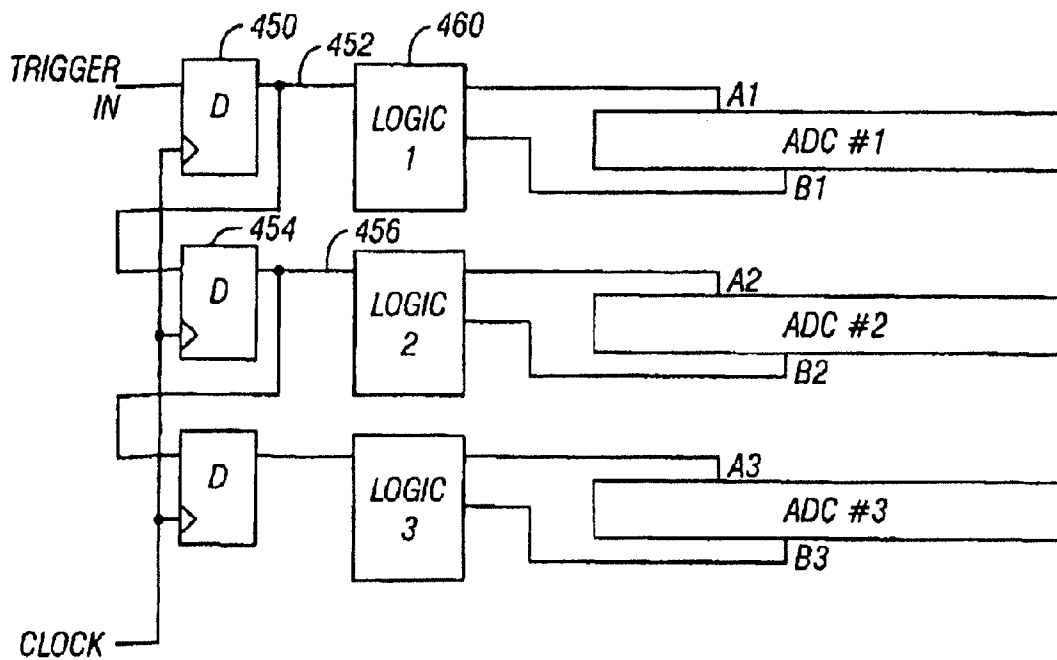 450
452
460
TRIGGER
IN
D
LOGIC
1
A1
ADC #1
B1
454
456
D
LOGIC
2
A2
ADC #2
B2
D
LOGIC
3
A3
ADC #3
B3
CLOCK